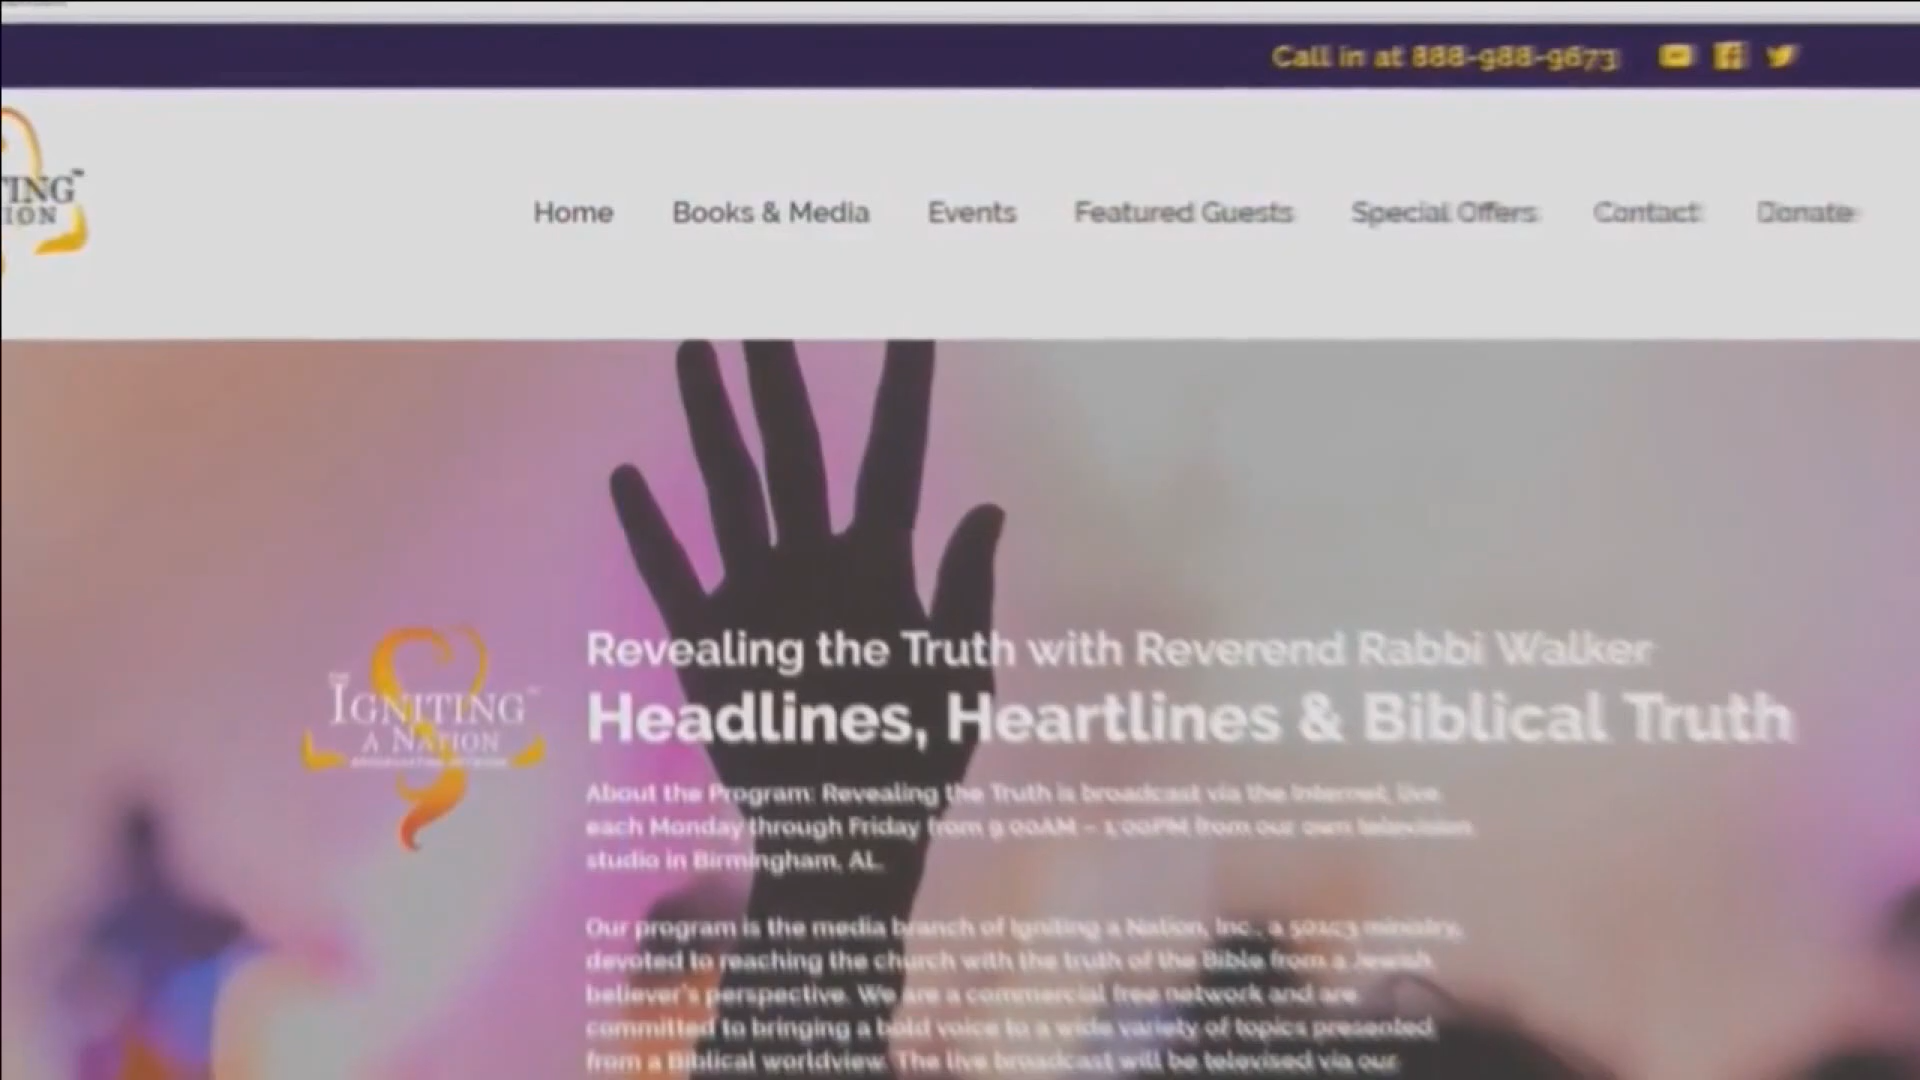 Call in at 888-988-9673
TING™
ION
Home Books & Media Events Featured Guests Special Offers Contact Donate
Revealing the Truth with Reverend Rabbi Walker
Headlines, Heartlines & Biblical Truth
IGNITING
A NATION
About the Program: Revealing the Truth is broadcast via the Internet, live
each Monday through Friday from 9:00AM – 1:00PM from our own television
studio in Birmingham, AL.
Our program is the media branch of Igniting a Nation, Inc., a 501c3 ministry,
devoted to reaching the church with the truth of the Bible from a Jewish
believer's perspective. We are a commercial free network and are
committed to bringing a bold voice to a wide variety of topics presented
from a Biblical worldview. The live broadcast will be televised via our